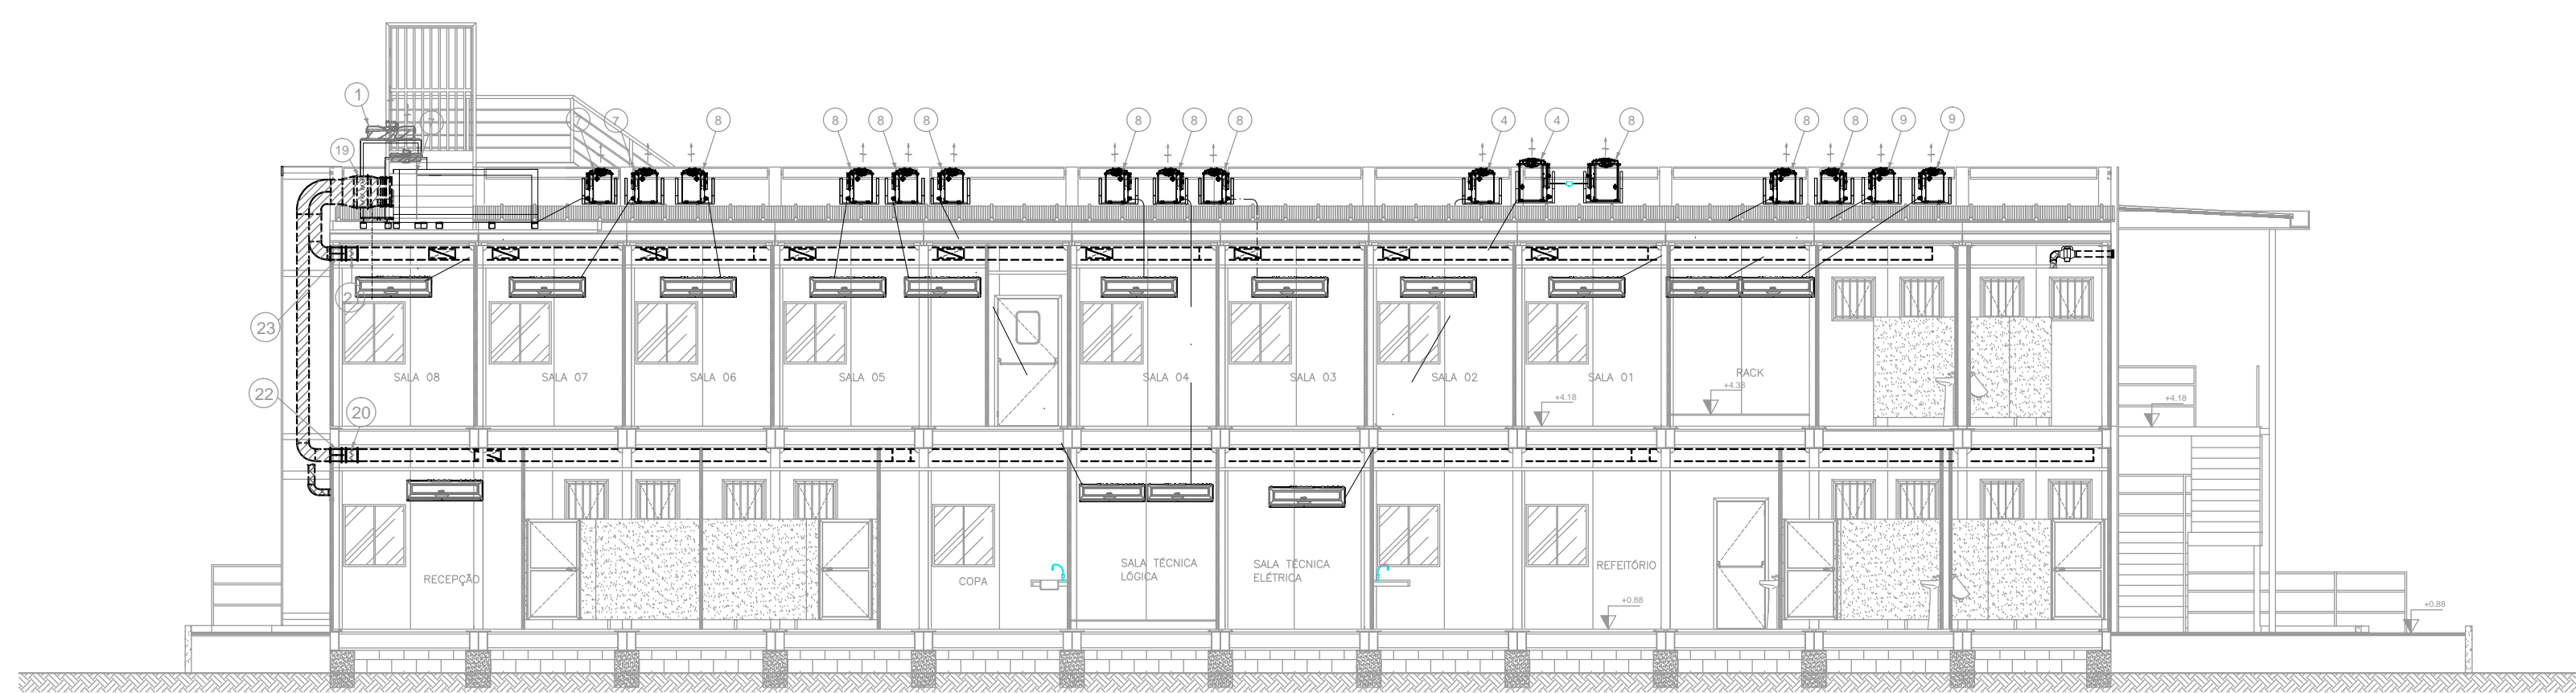 1
7
7
7
8
8
8
8
8
8
8
4
4
8
8
8
9
9
19
2
23
SALA 08
SALA 07
SALA 06
SALA 05
SALA 04
SALA 03
SALA 02
SALA 01
RACK
+4.33
+4.18
+4.18
22
20
RECEPÇÃO
COPA
SALA TÉCNICA
LÓGICA
SALA TÉCNICA
ELÉTRICA
REFEITÓRIO
+0.88
+0.88